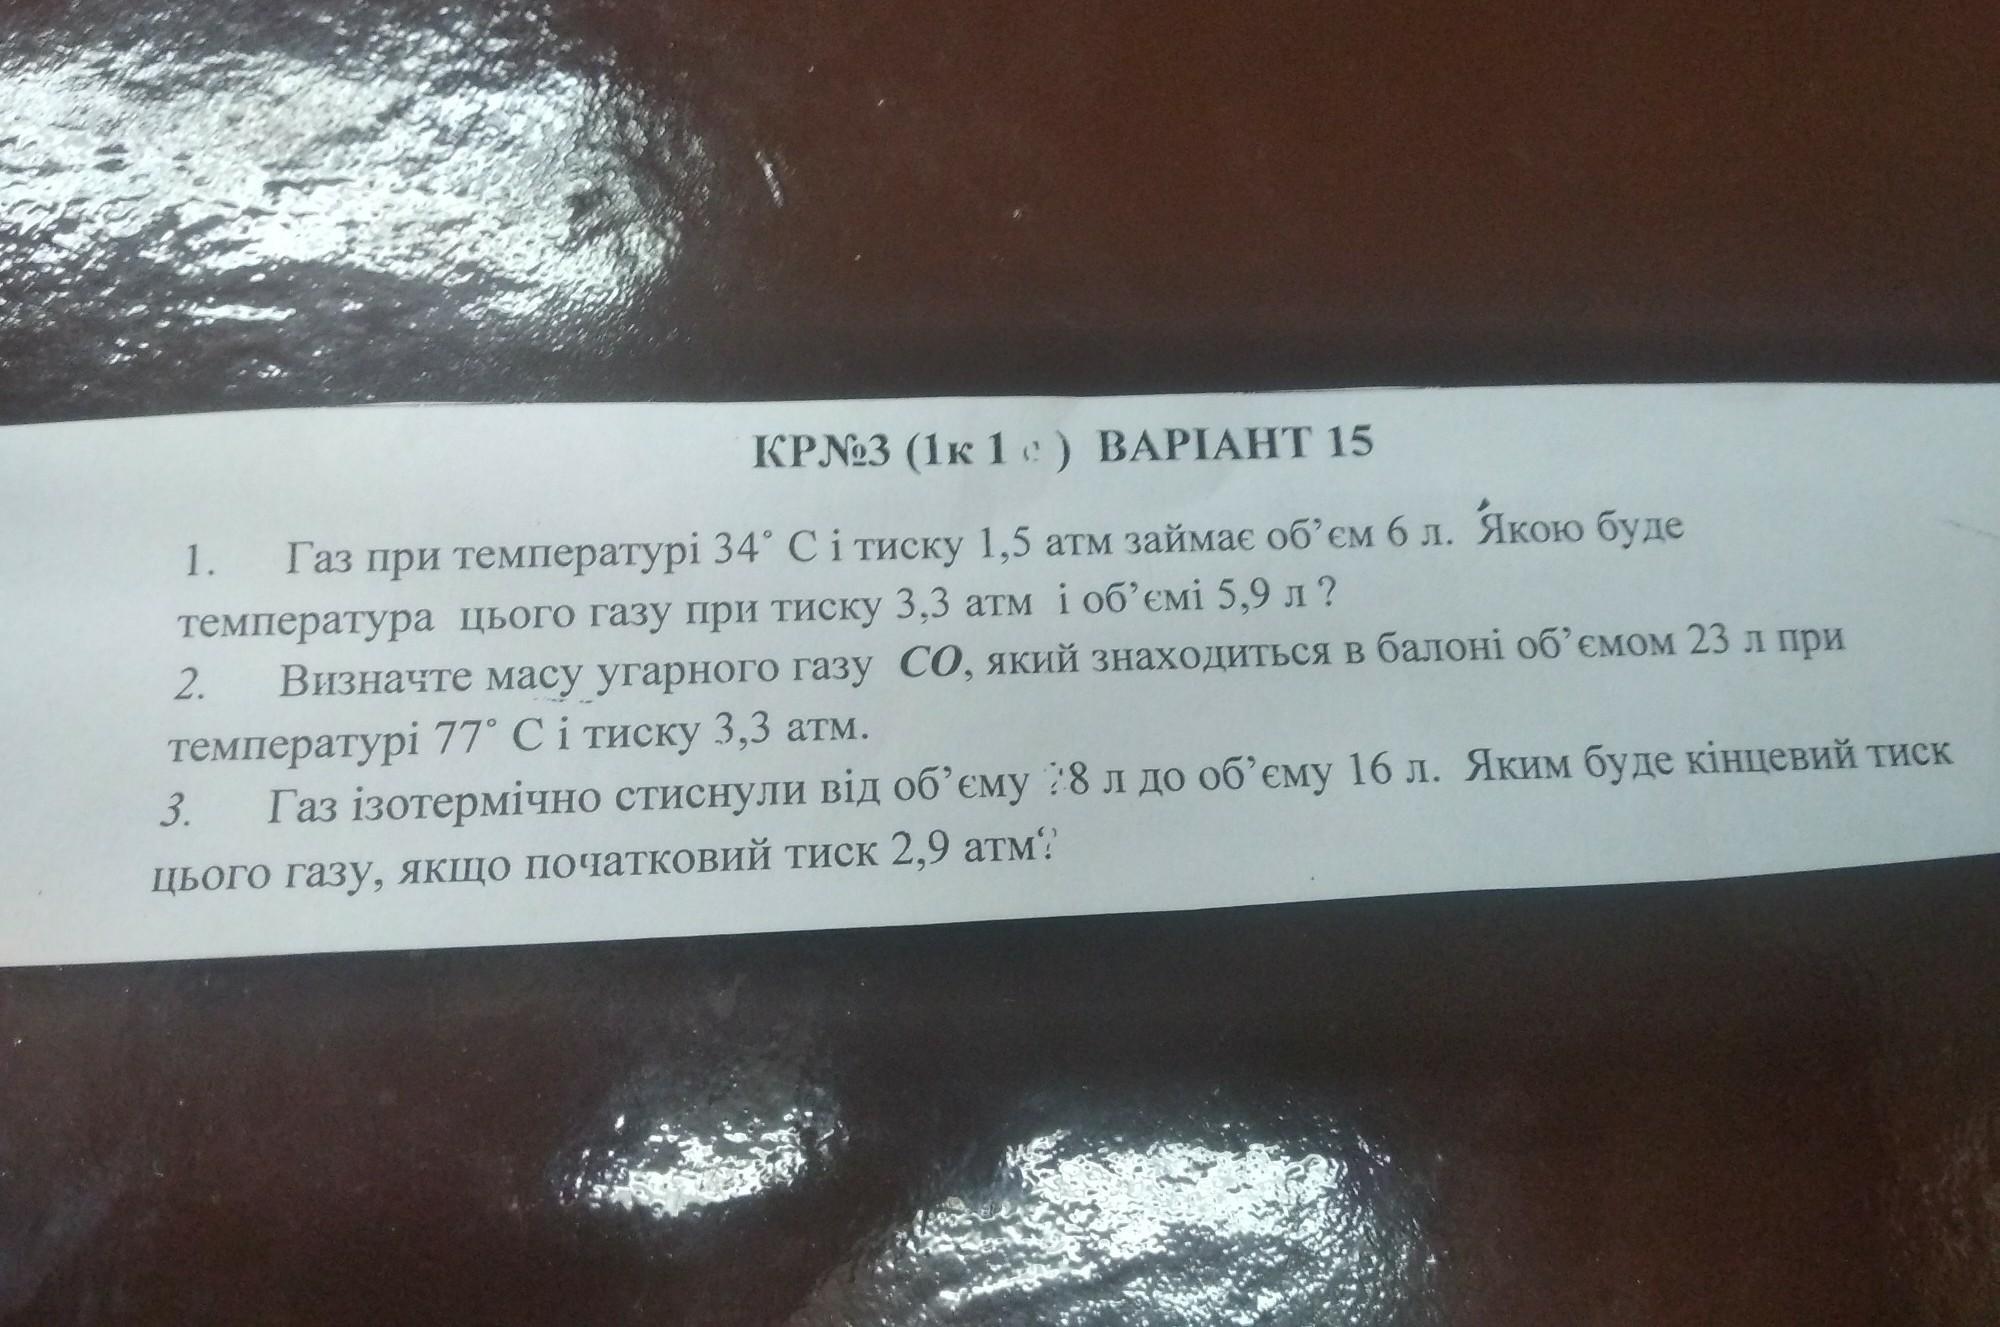 КР№3 (1к 1 с ) ВАРІАНТ 15
1. Газ при температурі 34° С і тиску 1,5 атм займає об’єм 6 л. Якою буде
температура цього газу при тиску 3,3 атм і об’ємі 5,9 л ?
2. Визначте масу угарного газу СО, який знаходиться в балоні об’ємом 23 л при
температурі 77° С і тиску 3,3 атм.
3. Газ ізотермічно стиснули від об’єму л до об’єму 16 л. Яким буде кінцевий тиск
цього газу, якщо початковий тиск 2,9 атм?